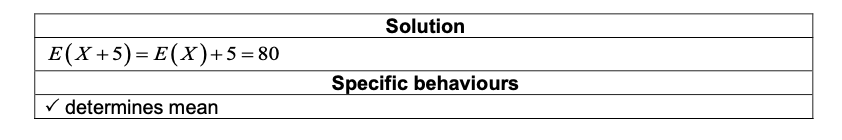 Solution
E(X+5)=E(X)+5=80
Specific behaviours
✓ determines mean